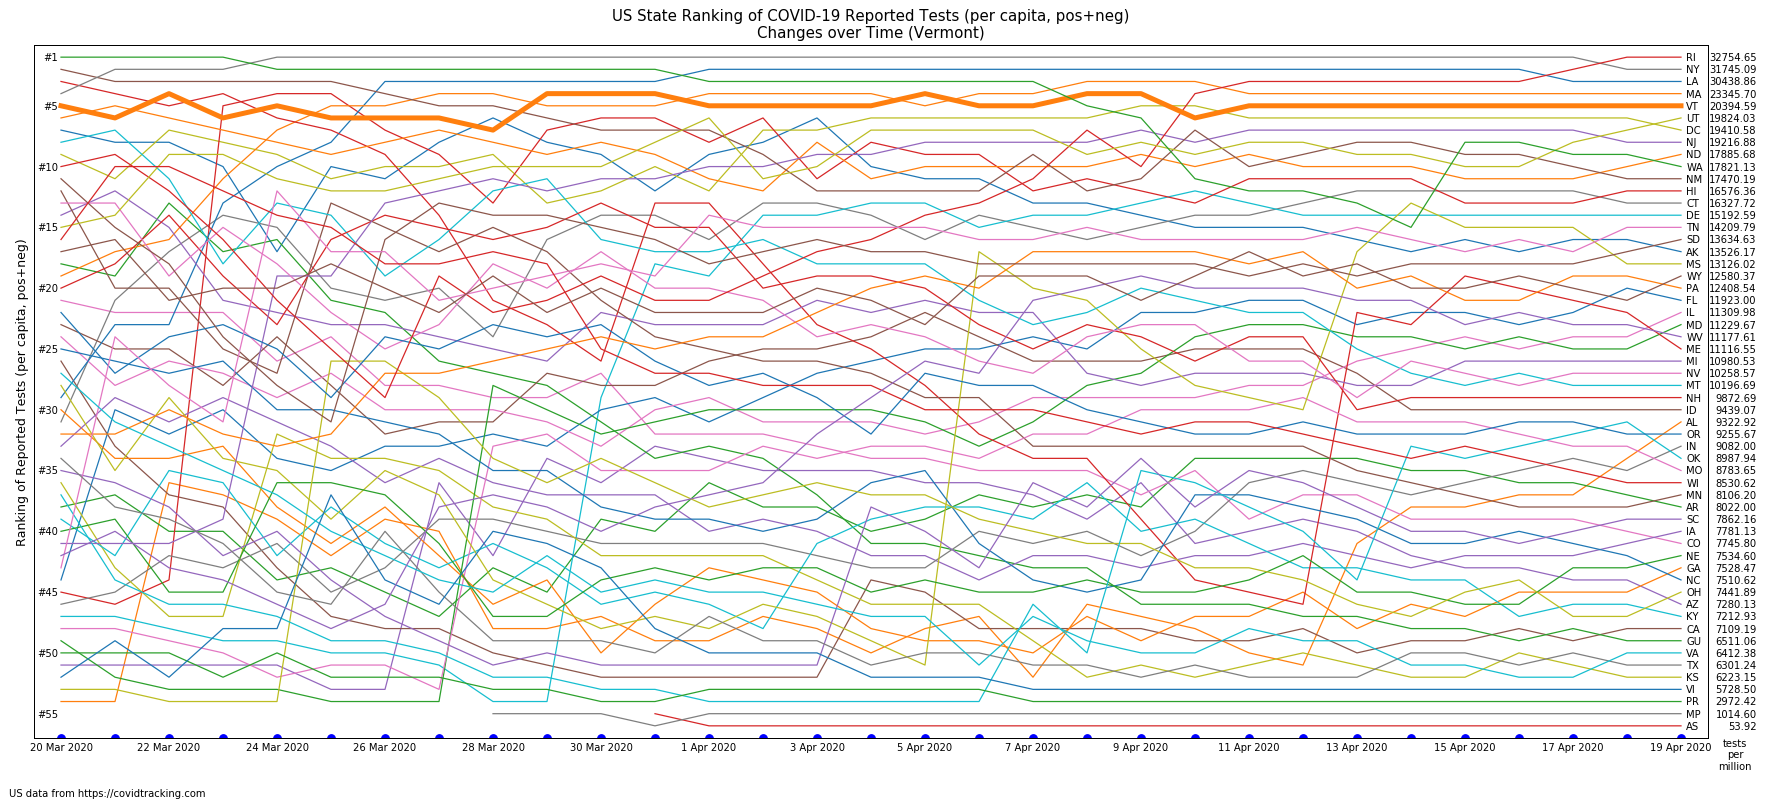 US State Ranking of COVID-19 Reported Tests (per capita, pos+neg)
Changes over Time (Vermont)
Ranking of Reported Tests (per capita, pos+neg)
#1
#5
#10
#15
#20
#25
#30
#35
#40
#45
#50
#55
RI 32754.65
NY 31745.09
LA 30438.86
MA 23345.70
VT 20394.59
UT 19824.03
DC 19410.58
NJ 19216.88
ND 17885.68
WA 17821.13
NM 17470.19
HI 16576.36
CT 16327.72
DE 15192.59
TN 14209.79
SD 13634.63
AK 13526.17
MS 13126.02
WY 12580.37
PA 12408.54
FL 11923.00
IL 11309.98
MD 11229.67
WV 11177.61
ME 11116.55
MI 10980.53
NV 10258.57
MT 10196.69
NH 9872.69
ID 9439.07
AL 9322.92
OR 9255.67
IN 9082.00
OK 8987.94
MO 8783.65
WI 8530.62
MN 8106.20
AR 8022.00
SC 7862.16
IA 7781.13
CO 7745.80
NE 7534.60
GA 7528.47
NC 7510.62
OH 7441.89
AZ 7280.13
KY 7212.93
CA 7109.19
GU 6511.06
VA 6412.38
TX 6301.24
KS 6223.15
VI 5728.50
PR 2972.42
MP 1014.60
AS 53.92
20 Mar 2020 22 Mar 2020 24 Mar 2020 26 Mar 2020 28 Mar 2020 30 Mar 2020 1 Apr 2020 3 Apr 2020 5 Apr 2020 7 Apr 2020 9 Apr 2020 11 Apr 2020 13 Apr 2020 15 Apr 2020 17 Apr 2020 19 Apr 2020
tests
per
million
US data from https://covidtracking.com